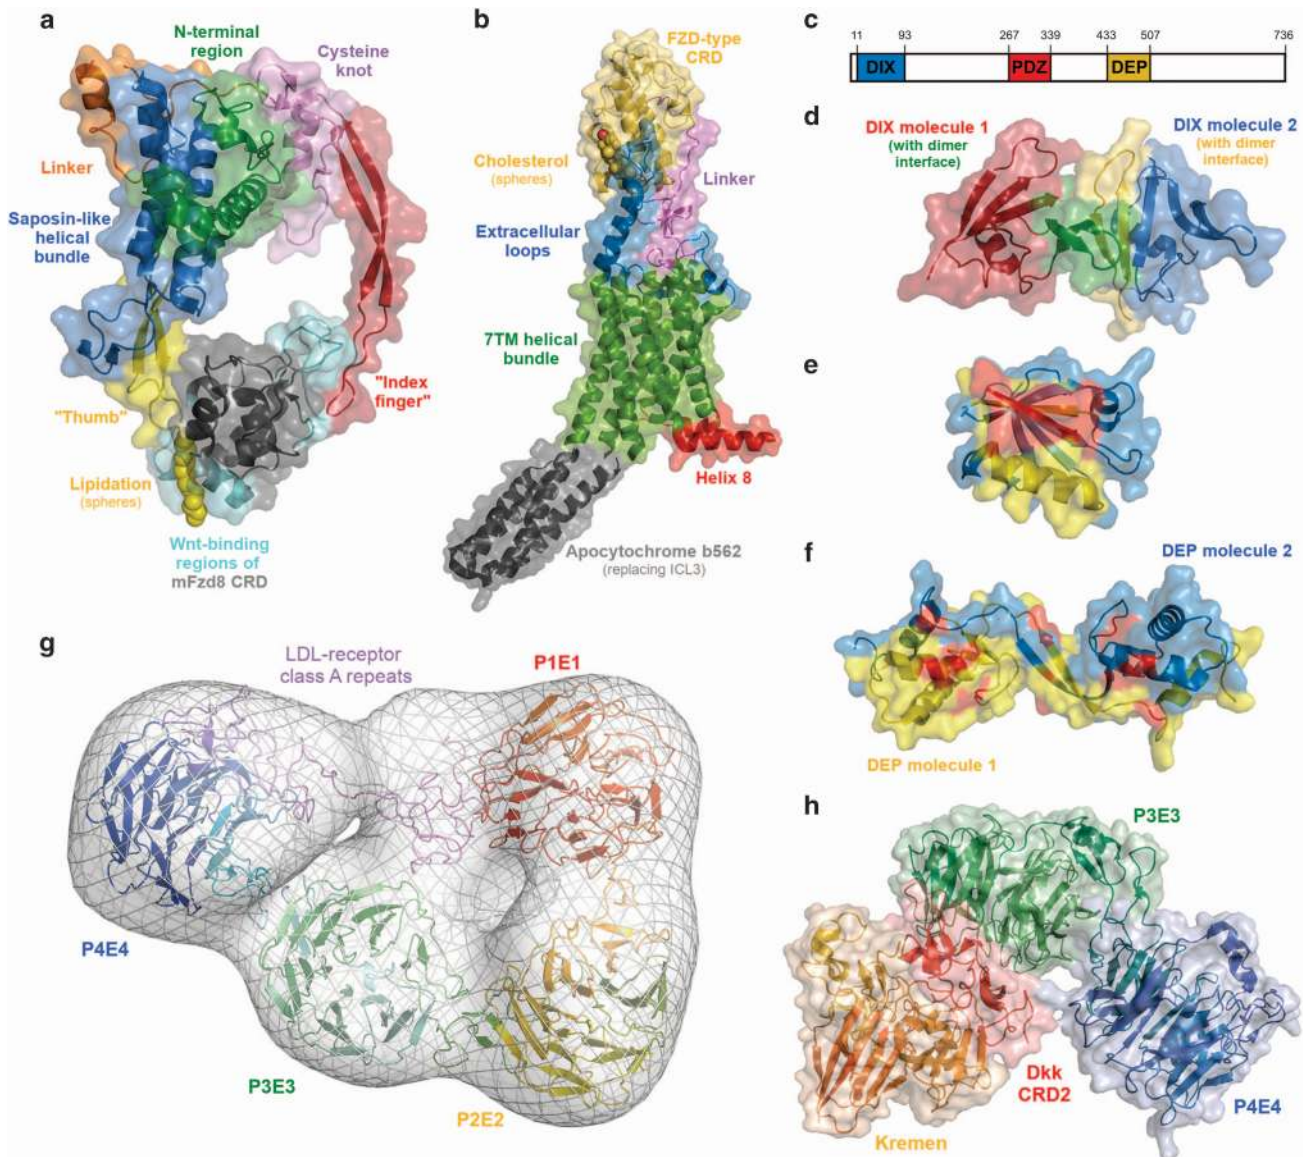 a
N-terminal
region
Cysteine
knot
Linker
Saposin-like
helical
bundle
"Thumb"
"Index
finger"
Lipidation
(spheres)
Wnt-binding
regions of
mFzd8 CRD
b
FZD-type
CRD
Cholesterol
(spheres)
Linker
Extracellular
loops
7TM helical
bundle
Helix 8
Apocytochrome b562
(replacing ICL3)
c
11 93 267 339 433 507 736
DIX PDZ DEP
d
DIX molecule 1
(with dimer
interface)
DIX molecule 2
(with dimer
interface)
e
f
DEP molecule 2
DEP molecule 1
g
LDL-receptor
class A repeats
P1E1
P4E4
P3E3
P2E2
h
P3E3
Dkk
CRD2
P4E4
Kremen